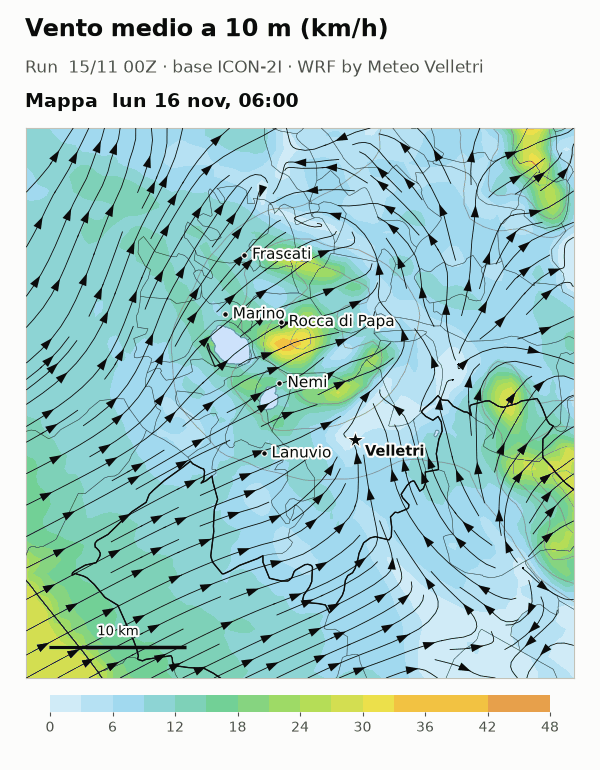 Vento medio a 10 m (km/h)
Run  15/11 00Z · base ICON-2I · WRF by Meteo Velletri
Mappa  lun 16 nov, 06:00
Frascati
Marino
Rocca di Papa
Nemi
Velletri
Lanuvio
10 km
0 6 12 18 24 30 36 42 48